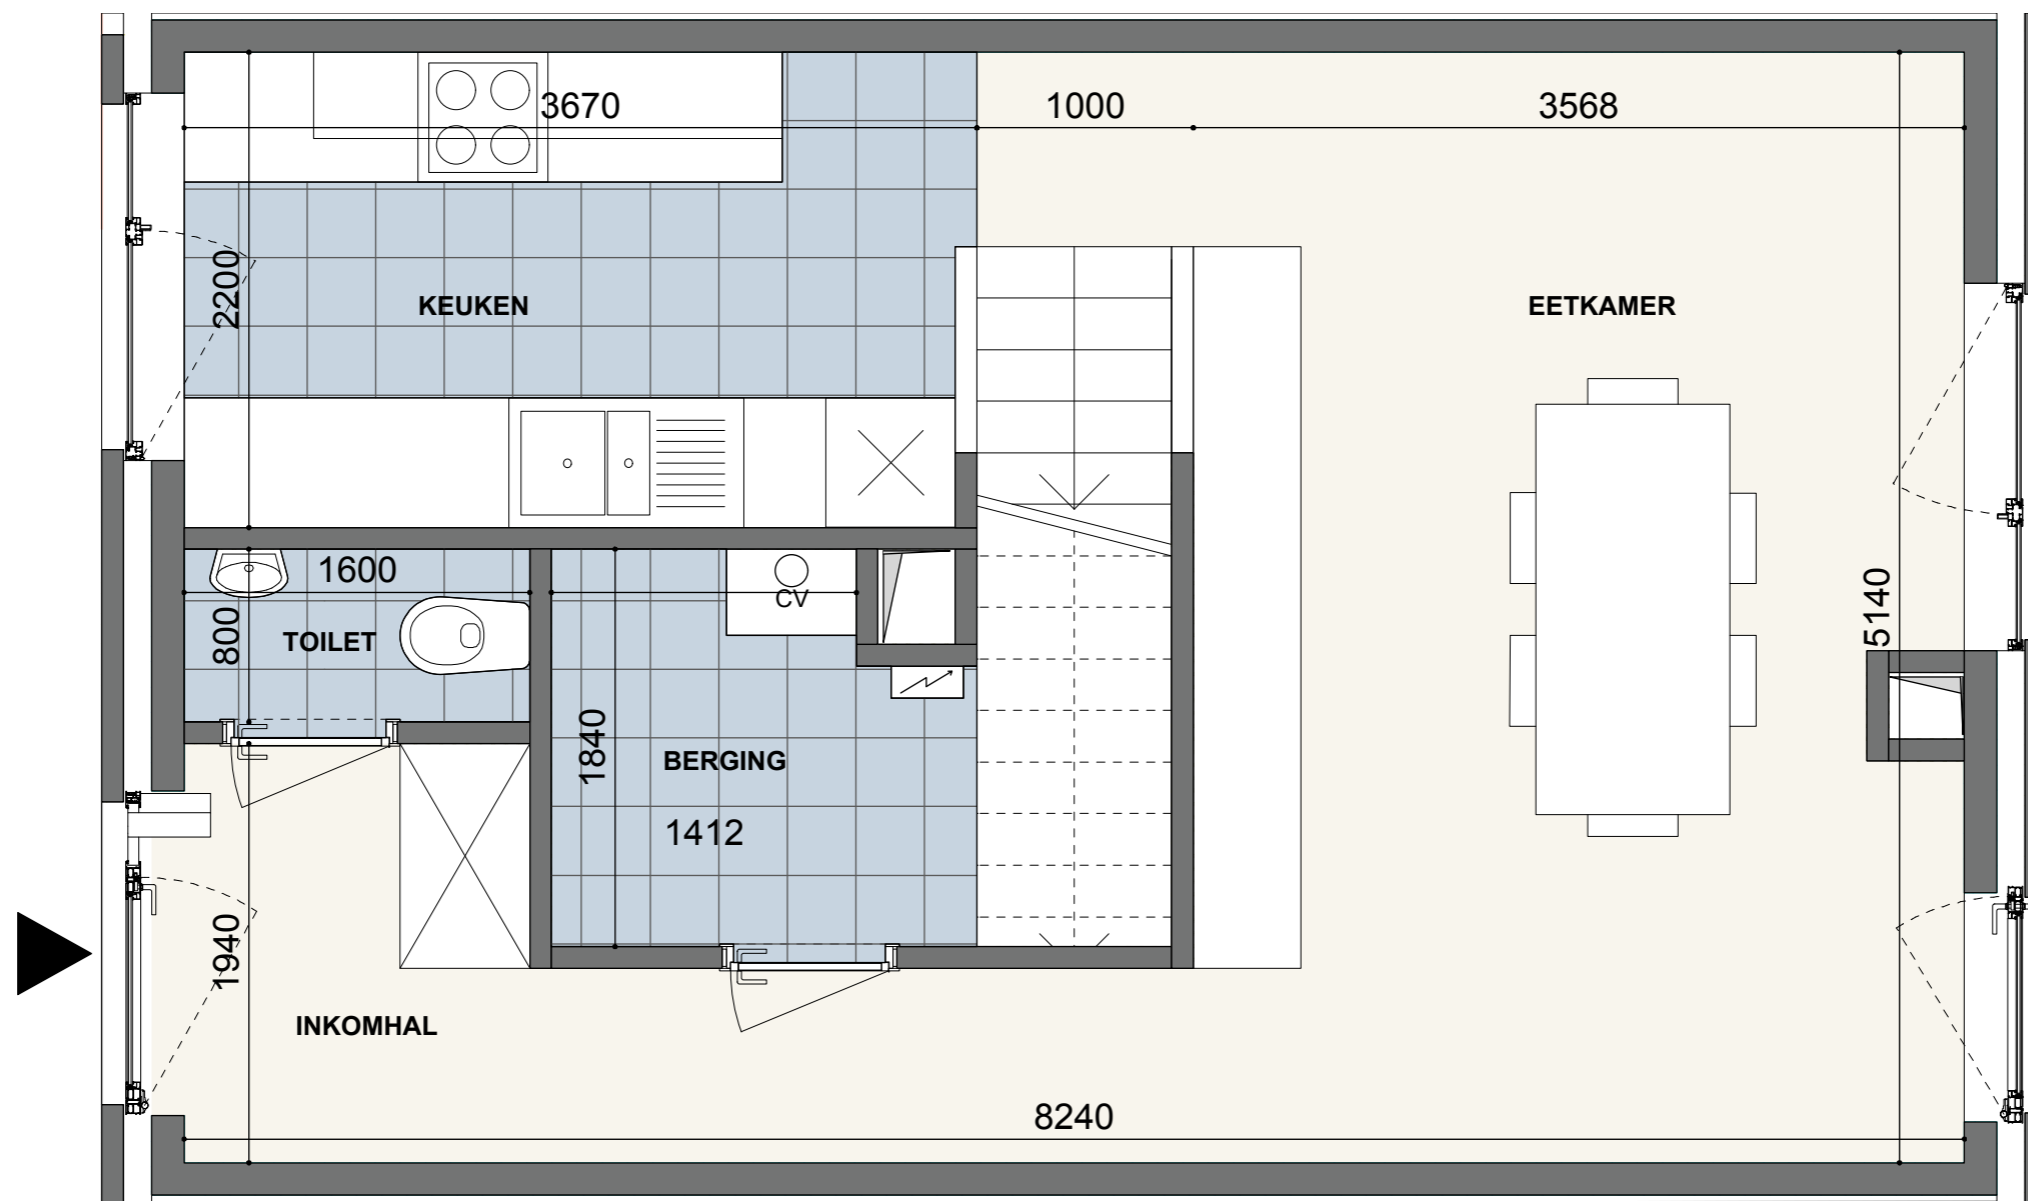 3670
1000
3568
2200
KEUKEN
EETKAMER
1600
CV
800
TOILET
5140
1840
BERGING
1412
1940
INKOMHAL
8240